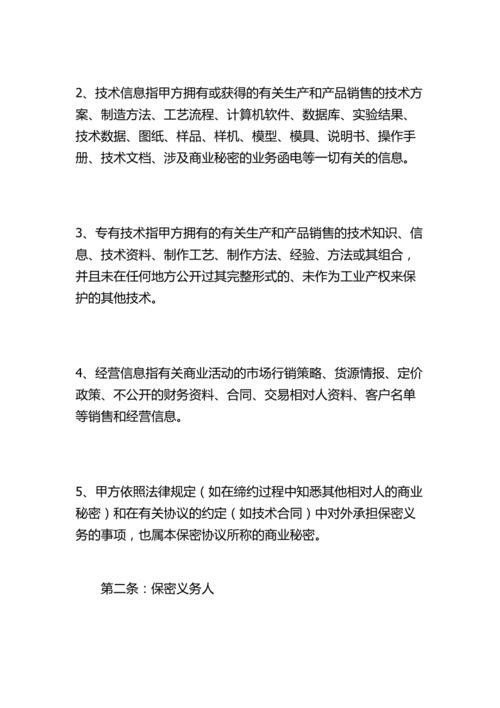 2、技术信息指甲方拥有或获得的有关生产和产品销售的技术方
案、制造方法、工艺流程、计算机软件、数据库、实验结果、
技术数据、图纸、样品、样机、模型、模具、说明书、操作手
册、技术文档、涉及商业秘密的业务函电等一切有关的信息。
3、专有技术指甲方拥有的有关生产和产品销售的技术知识、信
息、技术资料、制作工艺、制作方法、经验、方法或其组合，
并且未在任何地方公开过其完整形式的、未作为工业产权来保
护的其他技术。
4、经营信息指有关商业活动的市场行销策略、货源情报、定价
政策、不公开的财务资料、合同、交易相对人资料、客户名单
等销售和经营信息。
5、甲方依照法律规定（如在缔约过程中知悉其他相对人的商业
秘密）和在有关协议的约定（如技术合同）中对外承担保密义
务的事项，也属本保密协议所称的商业秘密。
第二条：保密义务人